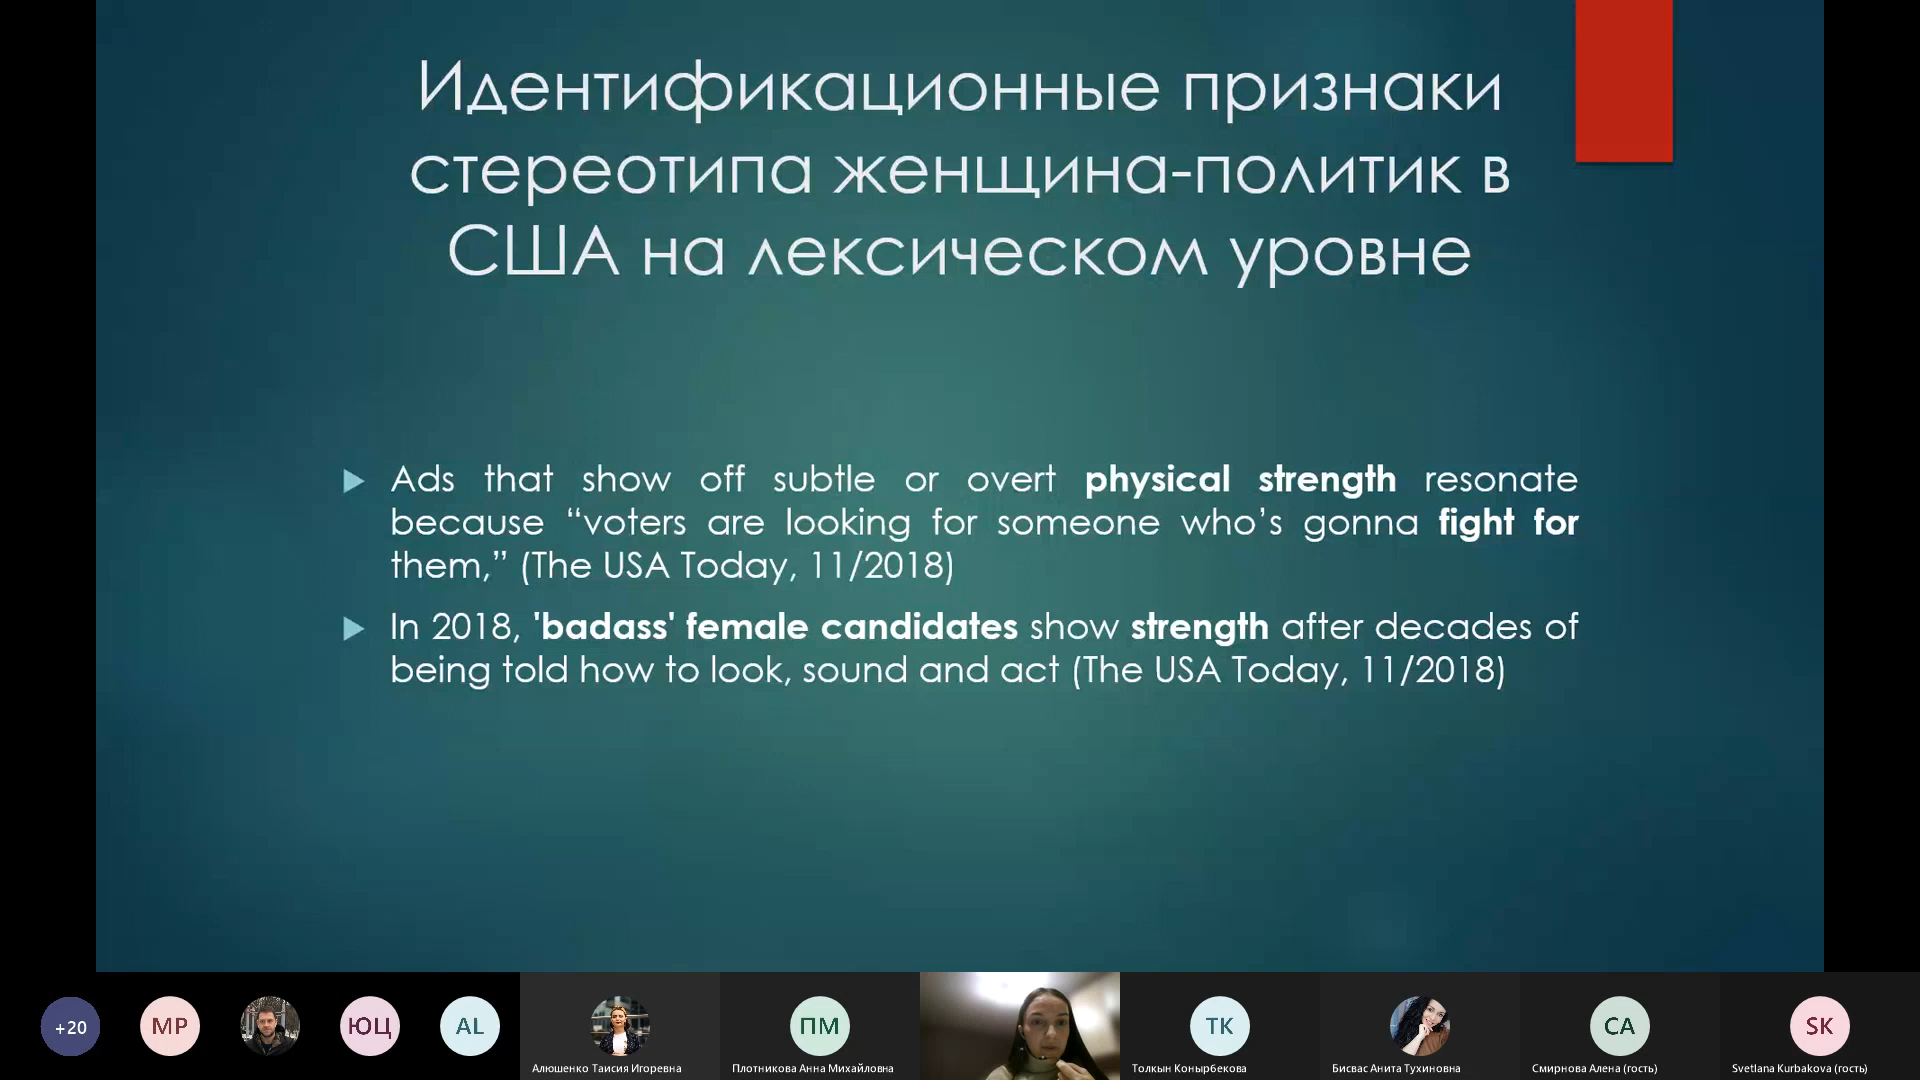 Идентификационные признаки
стереотипа женщина-политик в
США на лексическом уровне
Ads that show off subtle or overt physical strength resonate
because “voters are looking for someone who’s gonna fight for
them,” (The USA Today, 11/2018)
In 2018, 'badass' female candidates show strength after decades of
being told how to look, sound and act (The USA Today, 11/2018)
+20
MP
ЮЦ
AL
Алюшенко Таисия Игоревна
ПМ
Плотникова Анна Михайловна
ТК
Толкын Конырбекова
Бисвас Анита Тухиновна
СА
Смирнова Алена (гость)
SK
Svetlana Kurbakova (гость)